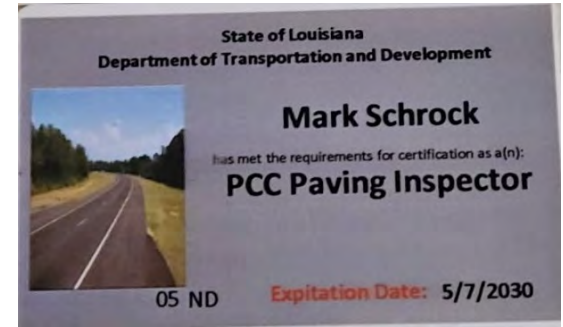 State of Louisiana
Department of Transportation and Development
Mark Schrock
has met the requirements for certification as a(n):
PCC Paving Inspector
05 ND
Expitation Date: 5/7/2030